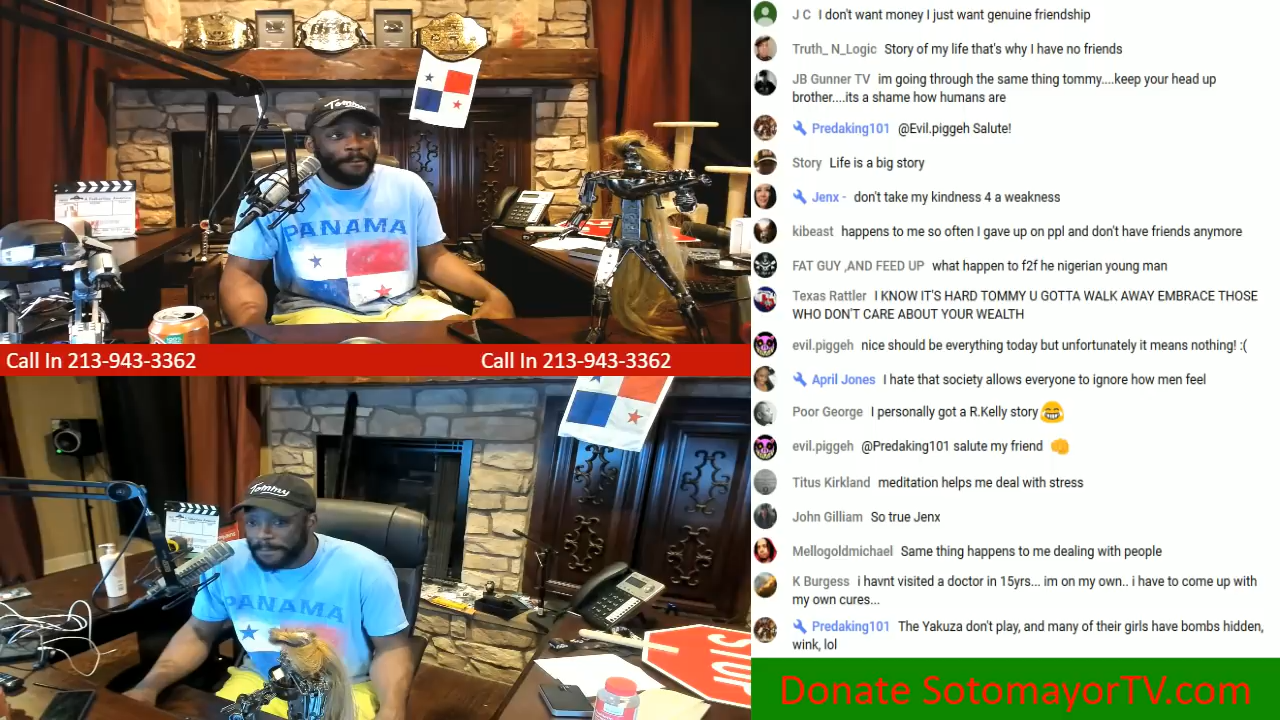 Tommy
PANAMA
Call In 213-943-3362
Call In 213-943-3362
Tommy
PANAMA
J C I don't want money I just want genuine friendship
Truth_ N_Logic Story of my life that's why I have no friends
JB Gunner TV im going through the same thing tommy....keep your head up
brother....its a shame how humans are
Predaking101 @Evil.piggeh Salute!
Story Life is a big story
Jenx - don't take my kindness 4 a weakness
kibeast happens to me so often I gave up on ppl and don't have friends anymore
FAT GUY ,AND FEED UP what happen to f2f he nigerian young man
Texas Rattler I KNOW IT'S HARD TOMMY U GOTTA WALK AWAY EMBRACE THOSE
WHO DON'T CARE ABOUT YOUR WEALTH
evil.piggeh nice should be everything today but unfortunately it means nothing! :(
April Jones I hate that society allows everyone to ignore how men feel
Poor George I personally got a R.Kelly story 😂
evil.piggeh @Predaking101 salute my friend 👊
Titus Kirkland meditation helps me deal with stress
John Gilliam So true Jenx
Mellogoldmichael Same thing happens to me dealing with people
K Burgess i havnt visited a doctor in 15yrs... im on my own.. i have to come up with
my own cures...
Predaking101 The Yakuza don't play, and many of their girls have bombs hidden,
wink, lol
Donate SotomayorTV.com